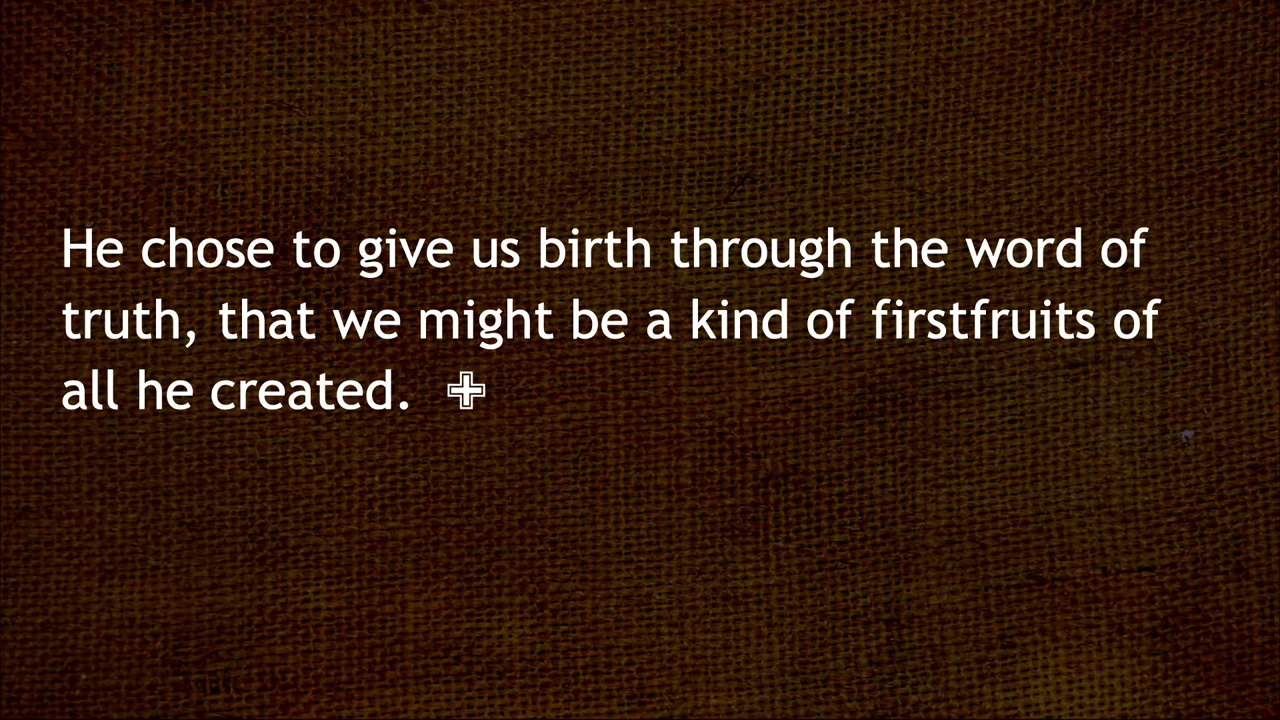 He chose to give us birth through the word of
truth, that we might be a kind of firstfruits of
all he created. ✙